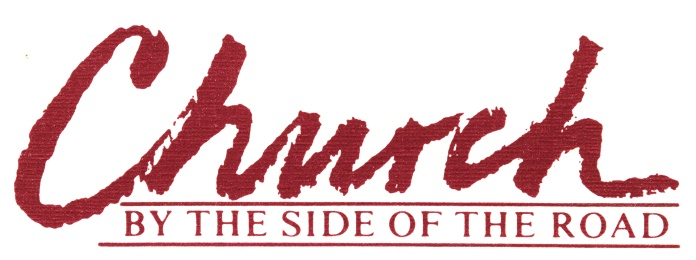 Church
BY THE SIDE OF THE ROAD